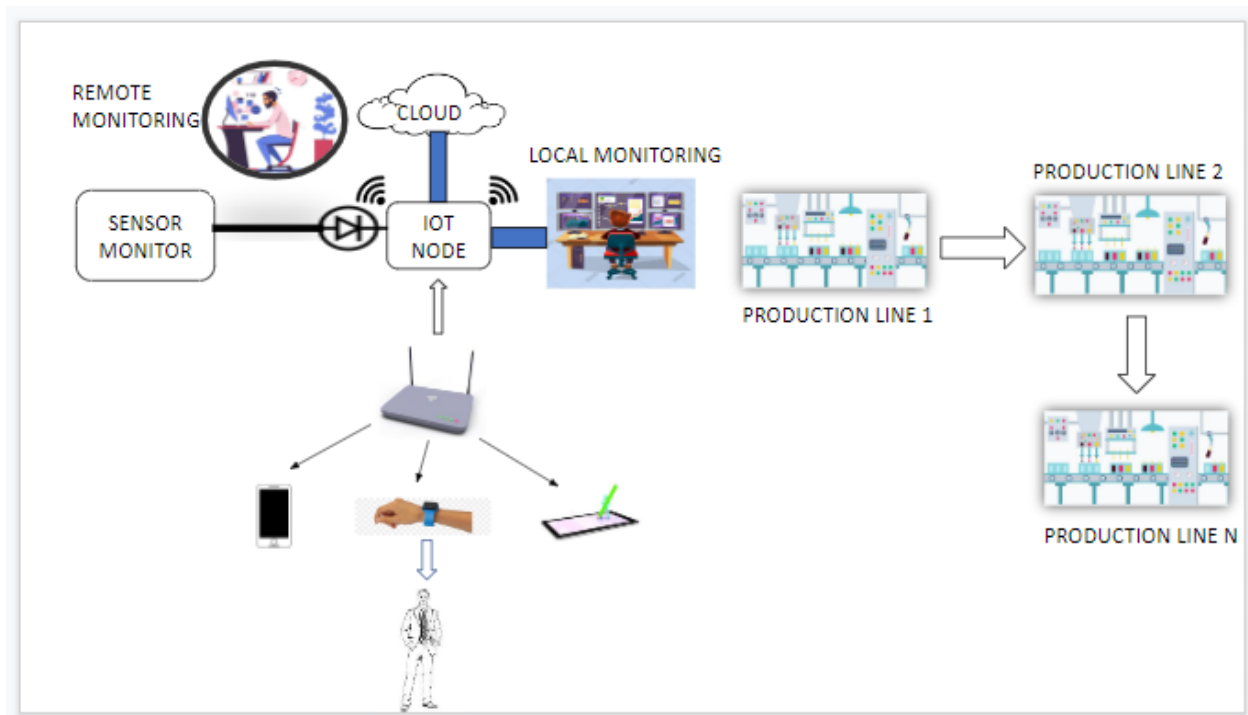 REMOTE
MONITORING
CLOUD
LOCAL MONITORING
PRODUCTION LINE 2
SENSOR
MONITOR
IOT
NODE
PRODUCTION LINE 1
PRODUCTION LINE N